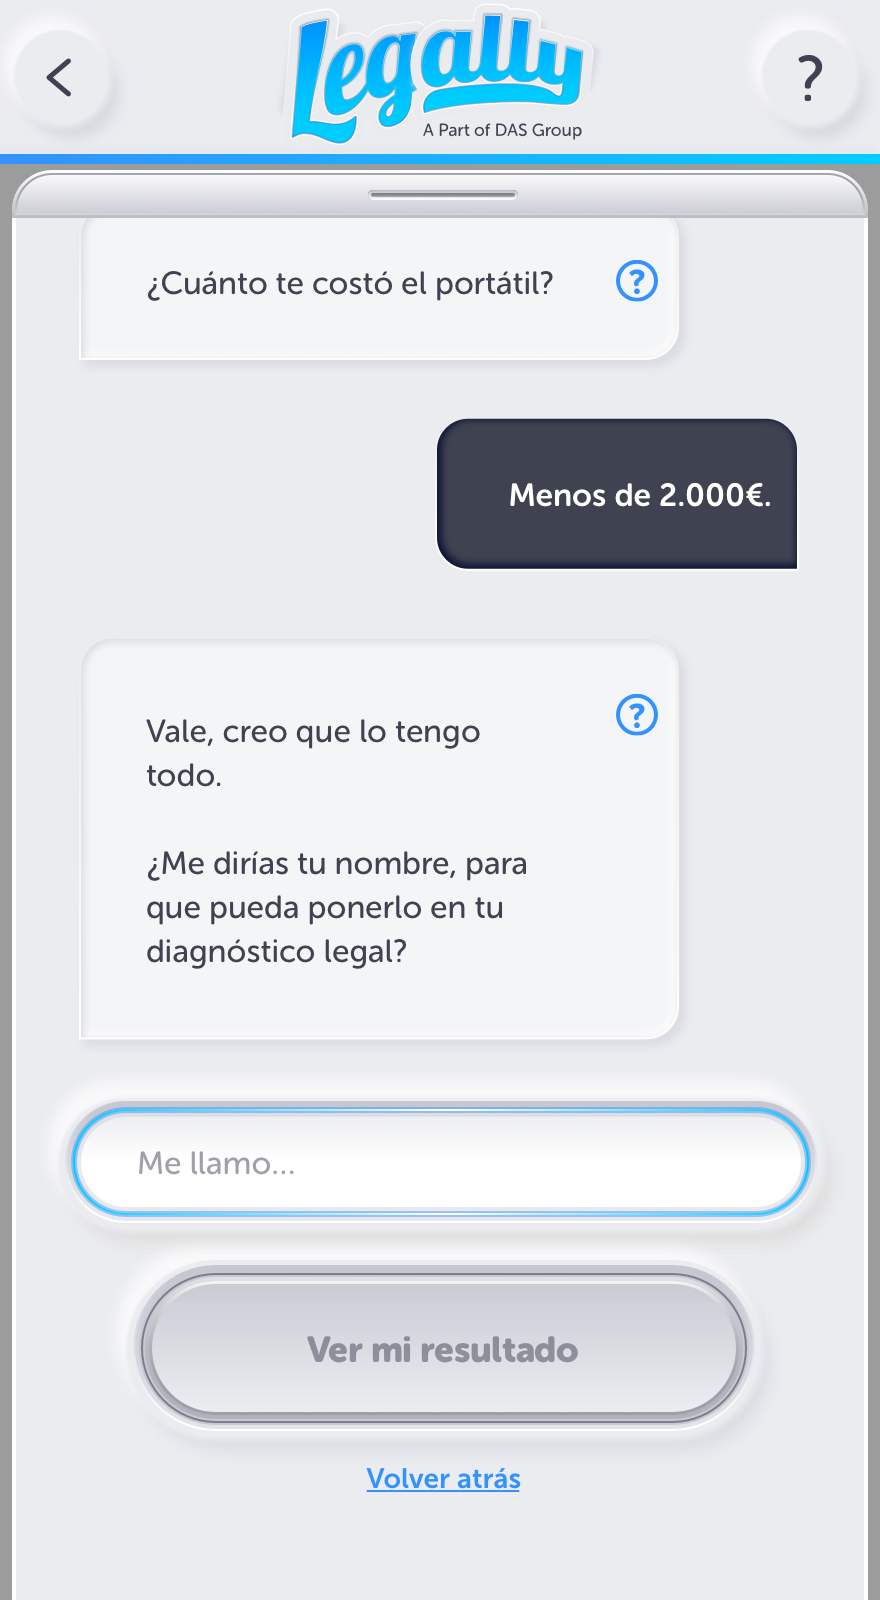 Legally
?
A Part of DAS Group
¿Cuánto te costó el portátil?
?
Menos de 2.000€.
Vale, creo que lo tengo
?
todo.
¿Me dirías tu nombre, para
que pueda ponerlo en tu
diagnóstico legal?
Me llamo...
Ver mi resultado
Volver atrás